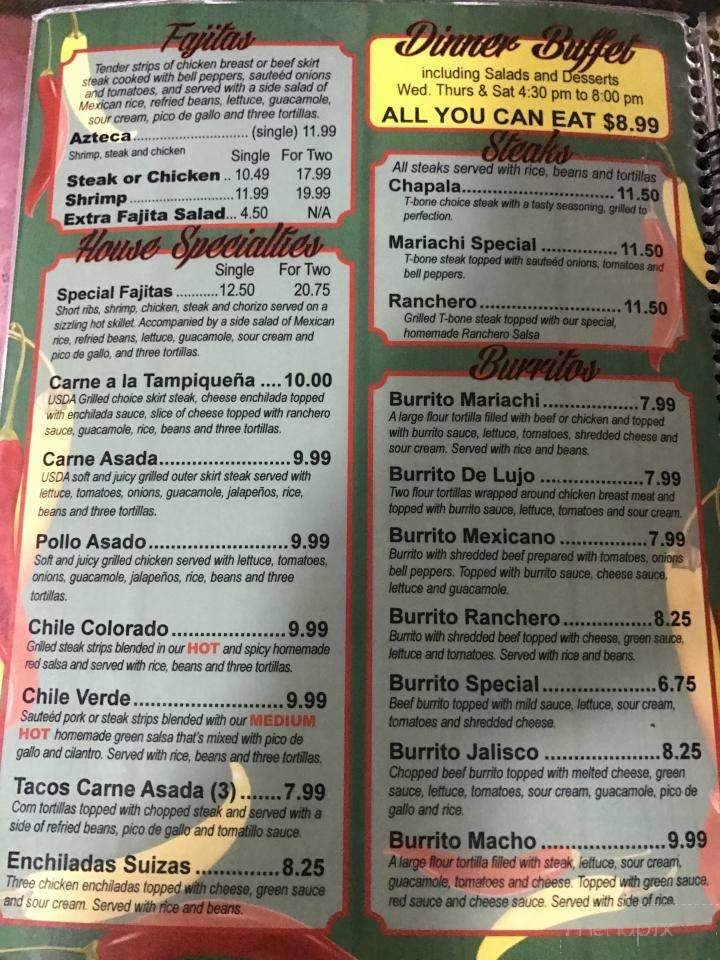 Fajitas
Tender strips of chicken breast or beef skirt
steak cooked with bell peppers, sauteéd onions
and tomatoes, and served with a side salad of
Mexican rice, refried beans, lettuce, guacamole,
sour cream, pico de gallo and three tortillas.
Azteca.............................. (single) 11.99
Shrimp, steak and chicken
Single For Two
Steak or Chicken .. 10.49 17.99
Shrimp ......................11.99 19.99
Extra Fajita Salad... 4.50 N/A
House Specialties
Single For Two
Special Fajitas ...........12.50 20.75
Short ribs, shrimp, chicken, steak and chorizo served on a
sizzling hot skillet. Accompanied by a side salad of Mexican
rice, refried beans, lettuce, guacamole, sour cream and
pico de gallo, and three tortillas.
Carne a la Tampiqueña ....10.00
USDA Grilled choice skirt steak, cheese enchilada topped
with enchilada sauce, slice of cheese topped with ranchero
sauce, guacamole, rice, beans and three tortillas.
Carne Asada.......................9.99
USDA soft and juicy grilled outer skirt steak served with
lettuce, tomatoes, onions, guacamole, jalapeños, rice,
beans and three tortillas.
Pollo Asado.........................9.99
Soft and juicy grilled chicken served with lettuce, tomatoes,
onions, guacamole, jalapeños, rice, beans and three
tortillas.
Chile Colorado....................9.99
Grilled steak strips blended in our HOT and spicy homemade
red salsa and served with rice, beans and three tortillas.
Chile Verde..........................9.99
Sauteéd pork or steak strips blended with our MEDIUM
HOT homemade green salsa that's mixed with pico de
gallo and cilantro. Served with rice, beans and three tortillas.
Tacos Carne Asada (3).......7.99
Corn tortillas topped with chopped steak and served with a
side of refried beans, pico de gallo and tomatillo sauce.
Enchiladas Suizas ..............8.25
Three chicken enchiladas topped with cheese, green sauce
and sour cream. Served with rice and beans.
Dinner Buffet
including Salads and Desserts
Wed. Thurs & Sat 4:30 pm to 8:00 pm
ALL YOU CAN EAT $8.99
Steaks
All steaks served with rice, beans and tortillas
Chapala..............................11.50
T-bone choice steak with a tasty seasoning, grilled to
perfection.
Mariachi Special ...............11.50
T-bone steak topped with sauteéd onions, tomatoes and
bell peppers.
Ranchero............................11.50
Grilled T-bone steak topped with our special,
homemade Ranchero Salsa
Burritos
Burrito Mariachi..................7.99
A large flour tortilla filled with beef or chicken and topped
with burrito sauce, lettuce, tomatoes, shredded cheese and
sour cream. Served with rice and beans.
Burrito De Lujo ...................7.99
Two flour tortillas wrapped around chicken breast meat and
topped with burrito sauce, lettuce, tomatoes and sour cream.
Burrito Mexicano ................7.99
Burrito with shredded beef prepared with tomatoes, onions
bell peppers. Topped with burrito sauce, cheese sauce,
lettuce and guacamole.
Burrito Ranchero................8.25
Burrito with shredded beef topped with cheese, green sauce,
lettuce and tomatoes. Served with rice and beans.
Burrito Special....................6.75
Beef burrito topped with mild sauce, lettuce, sour cream,
tomatoes and shredded cheese.
Burrito Jalisco ....................8.25
Chopped beef burrito topped with melted cheese, green
sauce, lettuce, tomatoes, sour cream, guacamole, pico de
gallo and rice.
Burrito Macho.....................9.99
A large flour tortilla filled with steak, lettuce, sour cream,
guacamole, tomatoes and cheese. Topped with green sauce,
red sauce and cheese sauce. Served with side of rice.
menupix